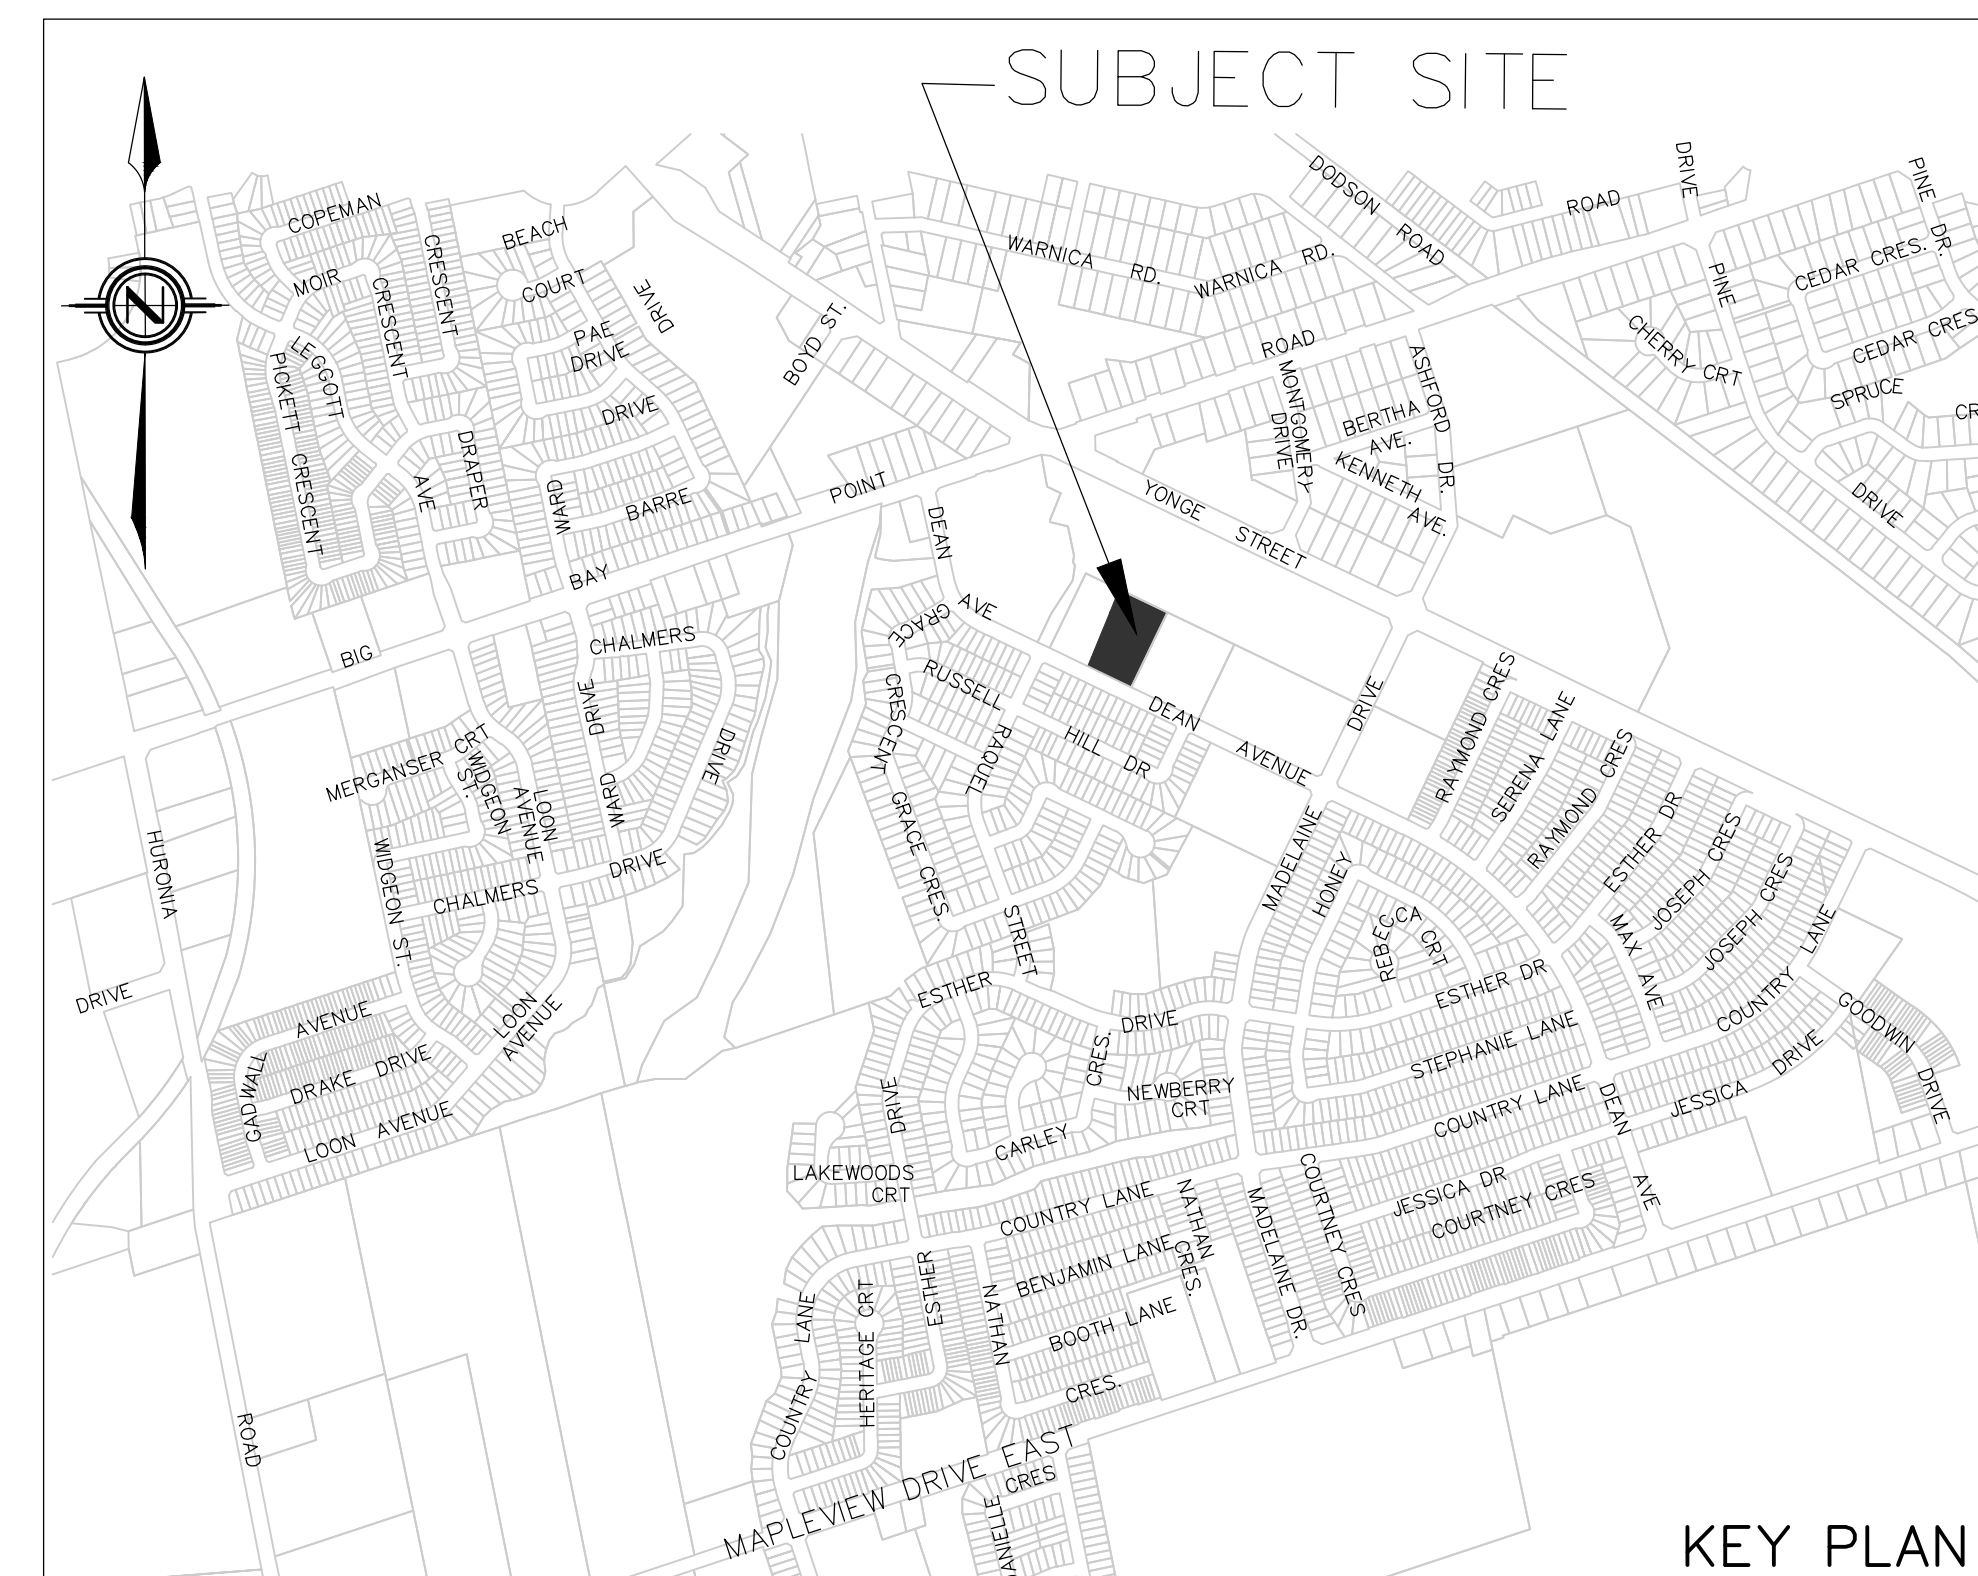 SUBJECT SITE
N
COPEMAN
CRESCENT
MOIR
CRESCENT
LEGGOTT
AVE
PICKETT
CRESCENT
DRAPER
BEACH
COURT
PAE
DRIVE
DRIVE
DRIVE
WARD
BARRE
BOYD ST.
WARNICA
RD.
WARNICA RD.
DODSON
ROAD
ROAD
DRIVE
PINE
DR.
PINE
CEDAR CRES.
CEDAR CRES
CHERRY CRT
SPRUCE
CR
DRIVE
ROAD
MONTGOMERY
DRIVE
BERTHA
AVE.
ASHFORD
DR.
KENNETH
AVE.
YONGE
STREET
BIG
BAY
POINT
DEAN
AVE
GRACE
CRESCENT
RUSSELL
HILL
DR
RAQUEL
STREET
GRACE CRES.
DEAN
AVENUE
DRIVE
MADELAINE
CHALMERS
DRIVE
WARD
DRIVE
MERGANSER CRT
WIDGEON
ST.
LOON
AVENUE
WIDGEON ST.
CHALMERS
DRIVE
HURONIA
DRIVE
AVENUE
GADWALL
DRAKE DRIVE
LOON AVENUE
LOON
AVENUE
RAYMOND CRES
SERENA LANE
RAYMOND CRES
ESTHER DR
JOSEPH CRES
JOSEPH CRES
MAX AVE
COUNTRY
LANE
GOODWIN
DRIVE
HONEY
REBECCA
CRT
ESTHER DR
STEPHANIE LANE
COUNTRY LANE
JESSICA
DRIVE
DEAN
AVE
ESTHER
DRIVE
DRIVE
CRES.
CARLEY
NEWBERRY
CRT
LAKEWOODS
CRT
COUNTRY LANE
NATHAN
CRES.
BENJAMIN LANE
BOOTH LANE
CRES.
MADELAINE DR.
COURTNEY CRES
JESSICA DR
COURTNEY CRES
ESTHER
NATHAN
HERITAGE CRT
COUNTRY LANE
ROAD
MAPLEVIEW DRIVE EAST
CRES
ANIELLE
KEY PLAN